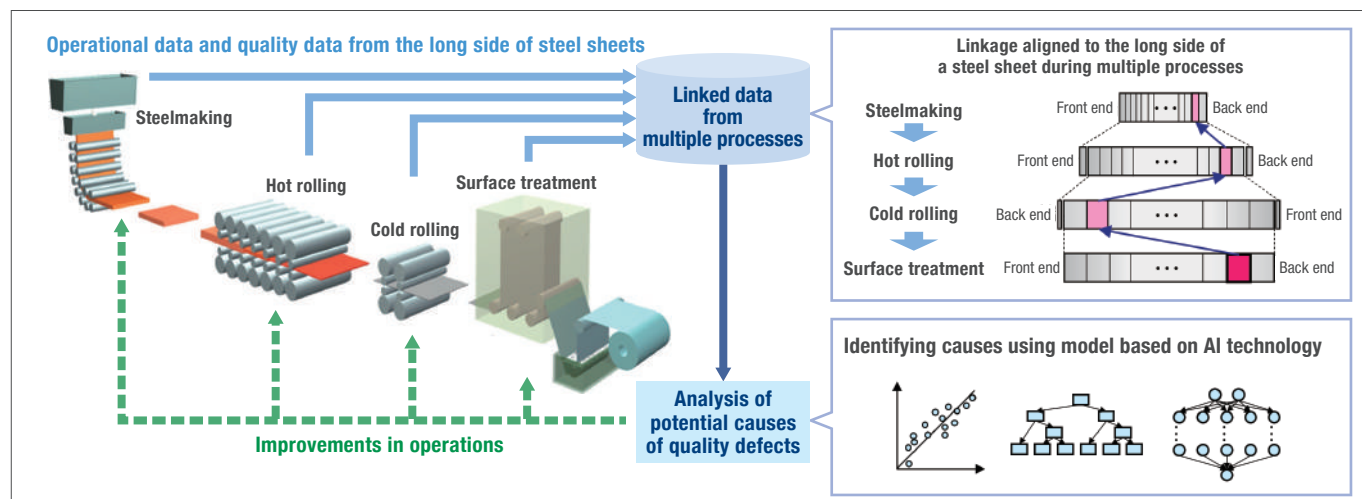 Operational data and quality data from the long side of steel sheets
Steelmaking
Hot rolling
Cold rolling
Surface treatment
Linked data
from
multiple processes
Analysis of
potential causes
of quality defects
Improvements in operations
Linkage aligned to the long side of
a steel sheet during multiple processes
Steelmaking
Front end
Back end
Hot rolling
Front end
Back end
Cold rolling
Back end
Front end
Surface treatment
Front end
Back end
Identifying causes using model based on AI technology